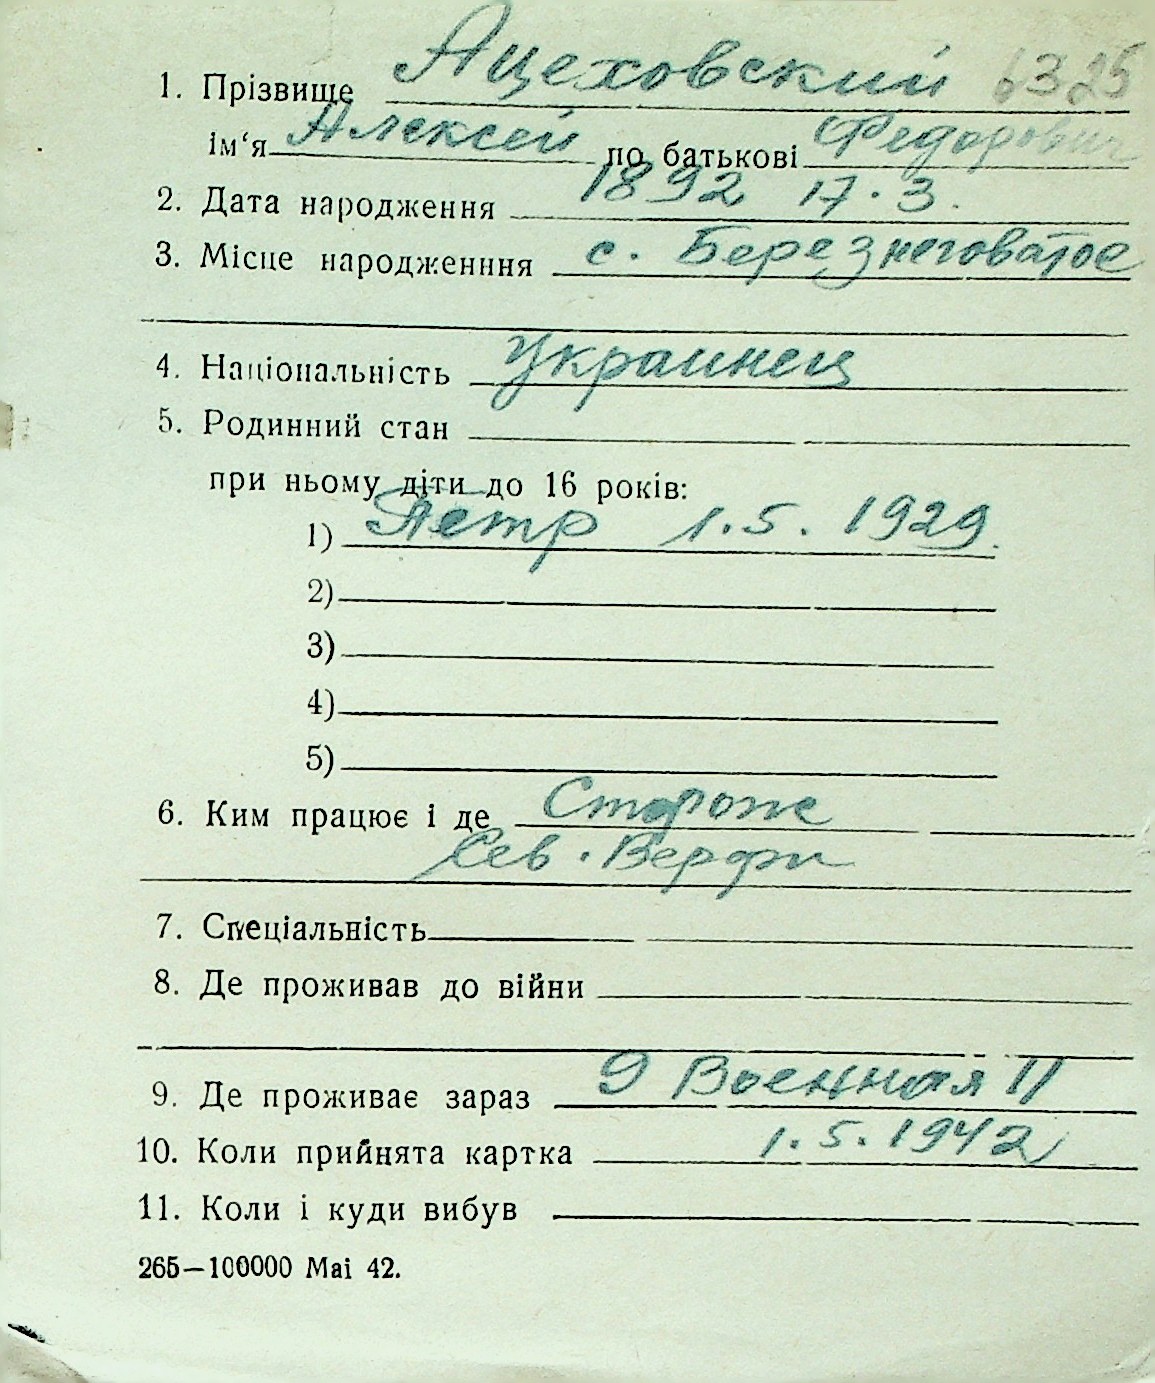 1. Прізвище Ацеховский 6325
ім‘я Алексей по батькові Федорович
2. Дата народження 1892 17.3.
3. Місце народженння с. Березнеговатое
4. Національність Украинец
5. Родинний стан
при ньому діти до 16 років:
1) Петр 1.5.1929.
2)
3)
4)
5)
6. Ким працює і де Сторож
Сев. Верфи
7. Спеціальність
8. Де проживав до війни
9. Де проживає зараз 9 Военная 11
10. Коли прийнята картка 1.5.1942
11. Коли і куди вибув
265—100000 Mai 42.